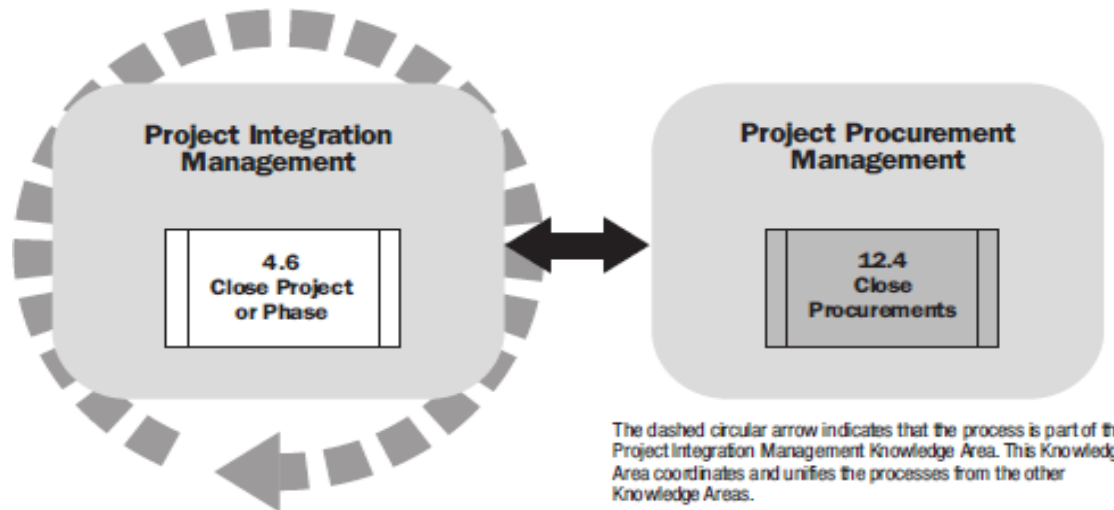 Project Integration
Management
4.6
Close Project
or Phase
Project Procurement
Management
12.4
Close
Procurements
The dashed circular arrow indicates that the process is part of th
Project Integration Management Knowledge Area. This Knowledg
Area coordinates and unifies the processes from the other
Knowledge Areas.